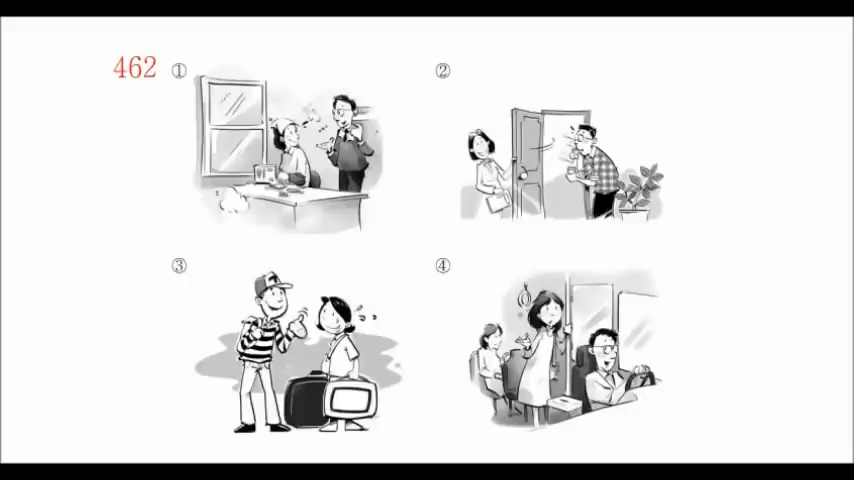 462 ① ②
③ ④